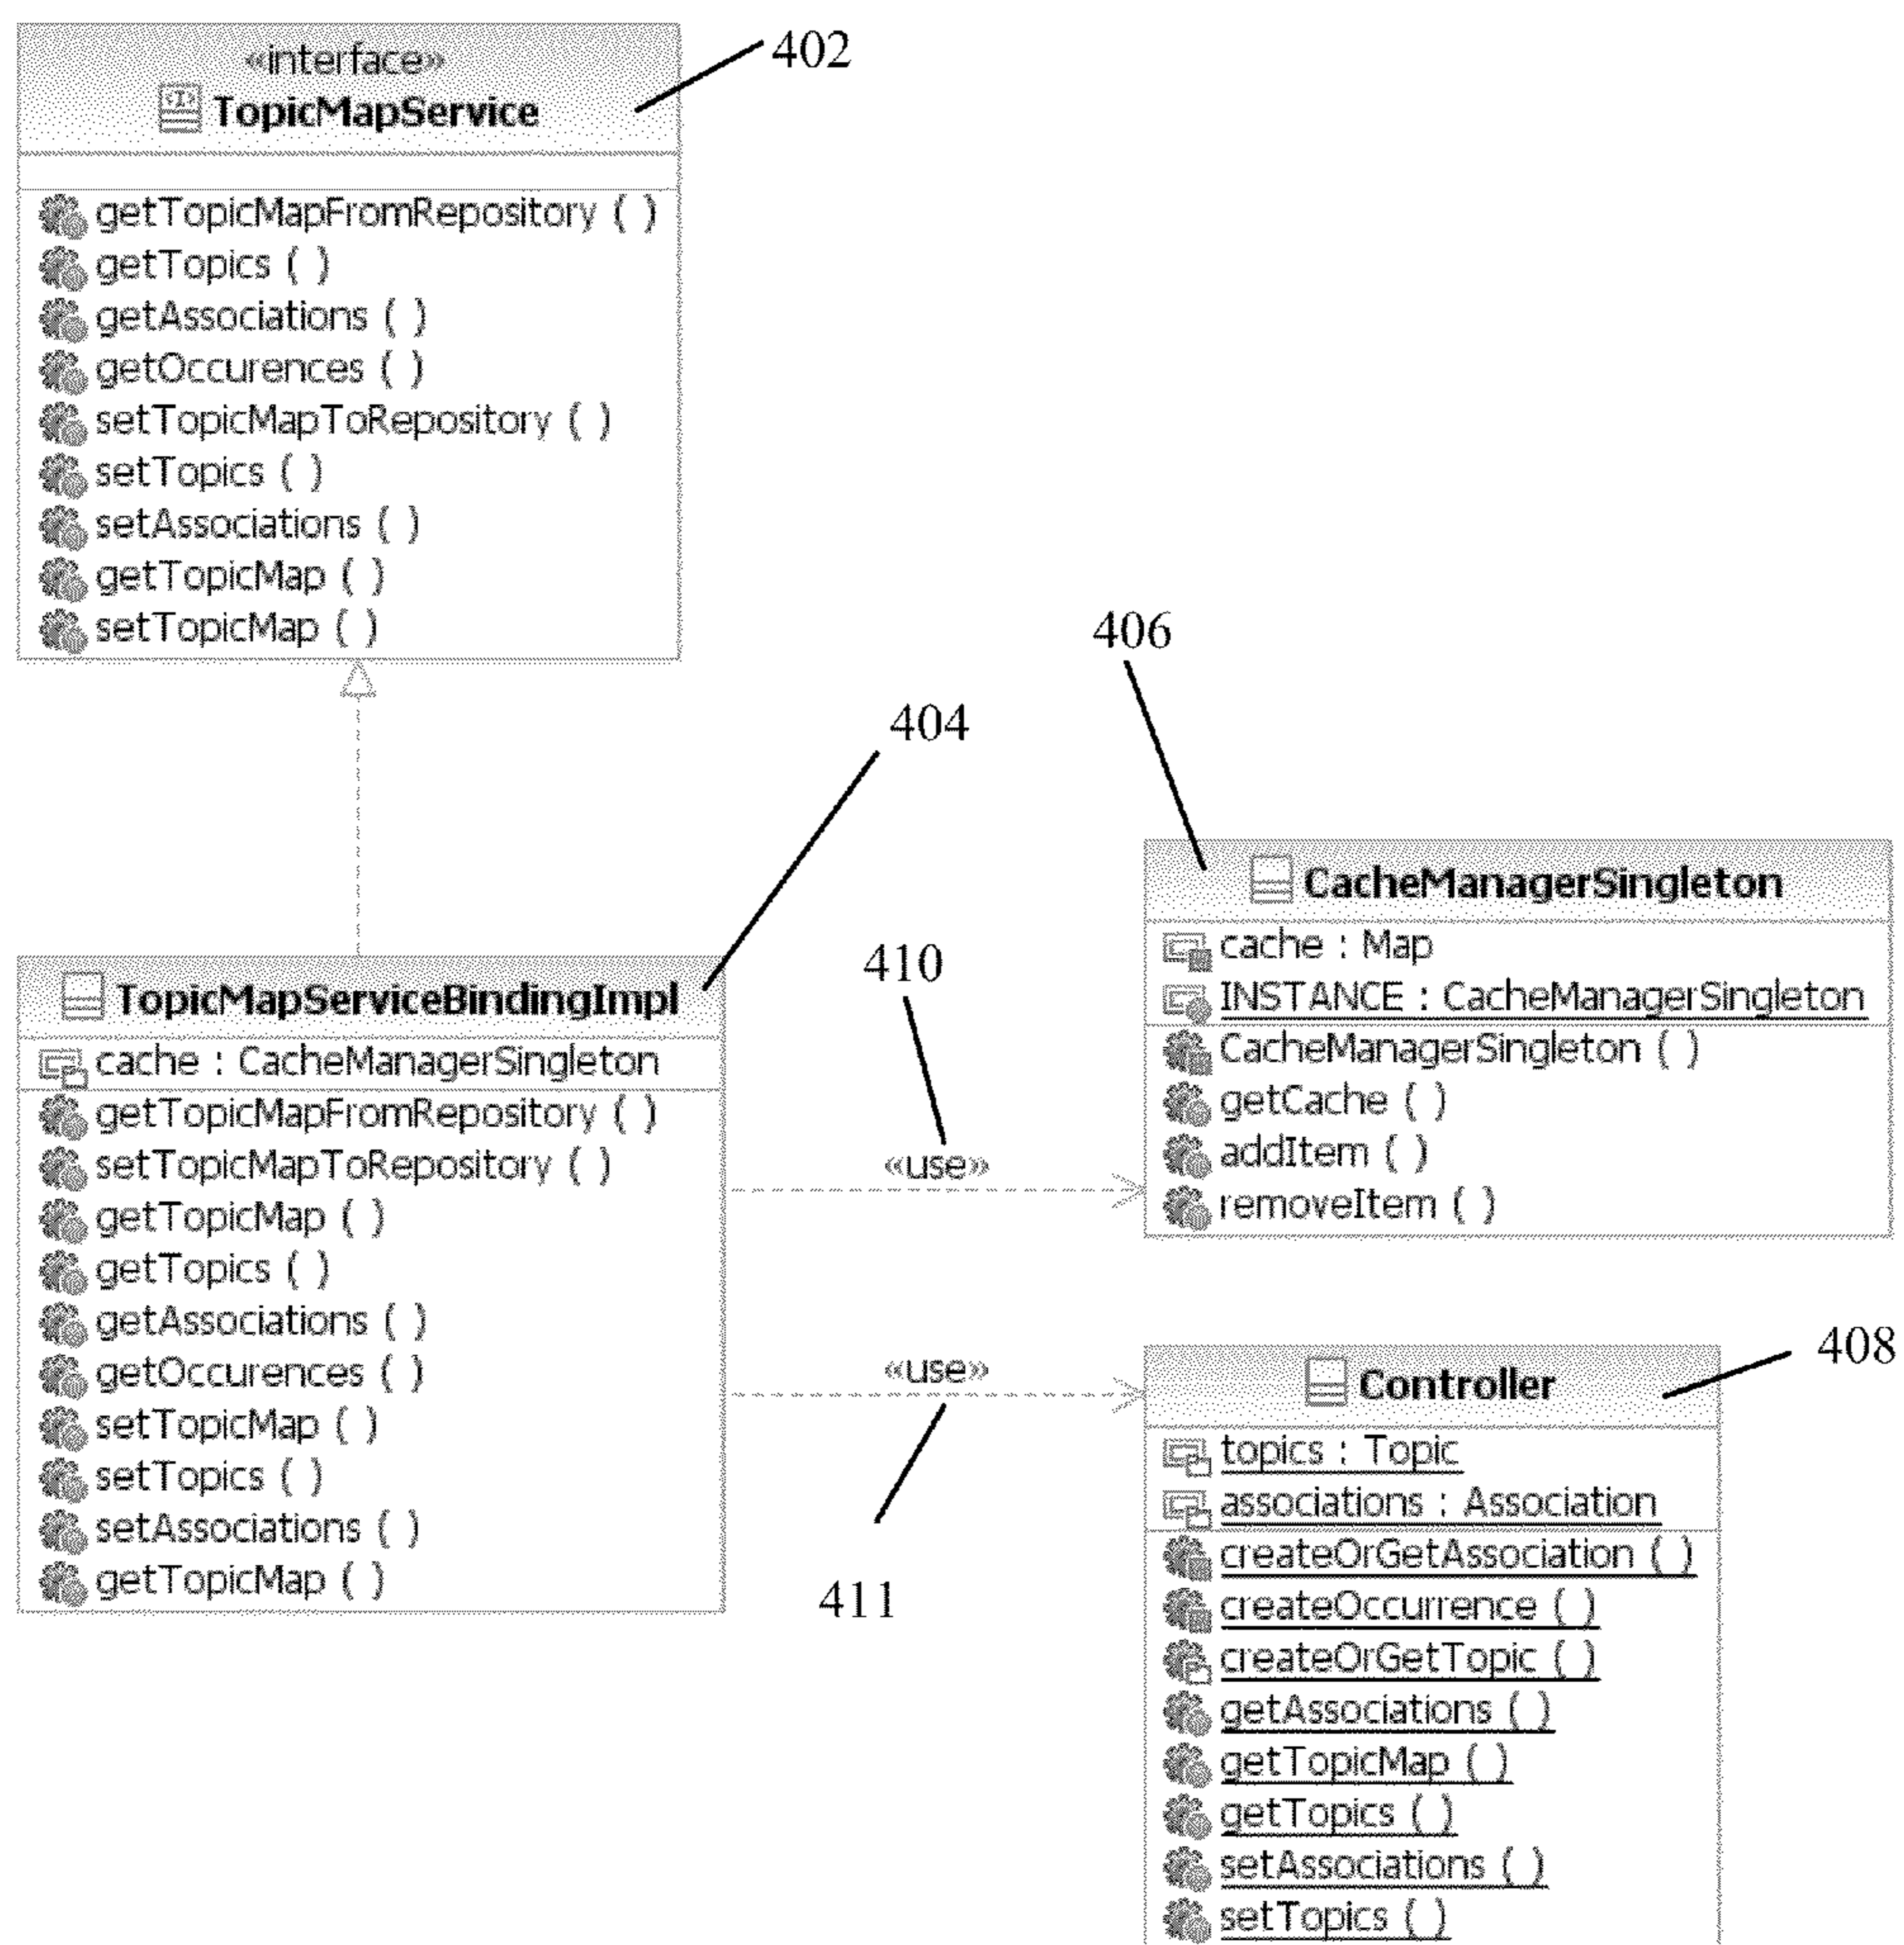 «interface»
TopicMapService
402
getTopicMapFromRepository ( )
getTopics ( )
getAssociations ( )
getOccurences ( )
setTopicMapToRepository ( )
setTopics ( )
setAssociations ( )
getTopicMap ( )
setTopicMap ( )
404
TopicMapServiceBindingImpl
cache : CacheManagerSingleton
getTopicMapFromRepository ( )
setTopicMapToRepository ( )
getTopicMap ( )
getTopics ( )
getAssociations ( )
getOccurences ( )
setTopicMap ( )
setTopics ( )
setAssociations ( )
getTopicMap ( )
410
«use»
«use»
411
406
CacheManagerSingleton
cache : Map
INSTANCE : CacheManagerSingleton
CacheManagerSingleton ( )
getCache ( )
addItem ( )
removeItem ( )
408
Controller
topics : Topic
associations : Association
createOrGetAssociation ( )
createOccurrence ( )
createOrGetTopic ( )
getAssociations ( )
getTopicMap ( )
getTopics ( )
setAssociations ( )
setTopics ( )